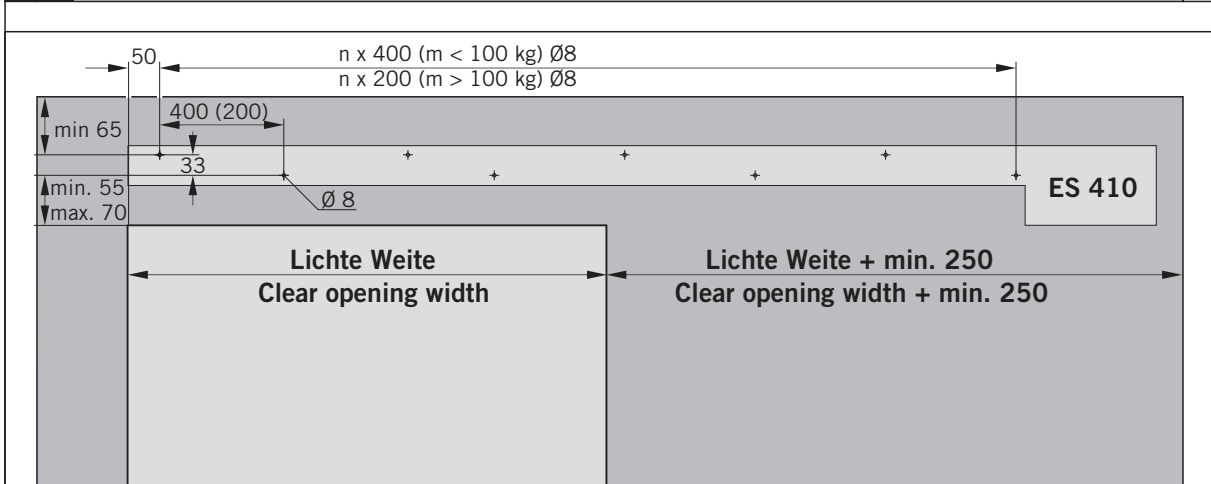 50
n x 400 (m < 100 kg) Ø8
n x 200 (m > 100 kg) Ø8
400 (200)
min 65
33
min. 55
max. 70
Ø 8
ES 410
Lichte Weite
Clear opening width
Lichte Weite + min. 250
Clear opening width + min. 250